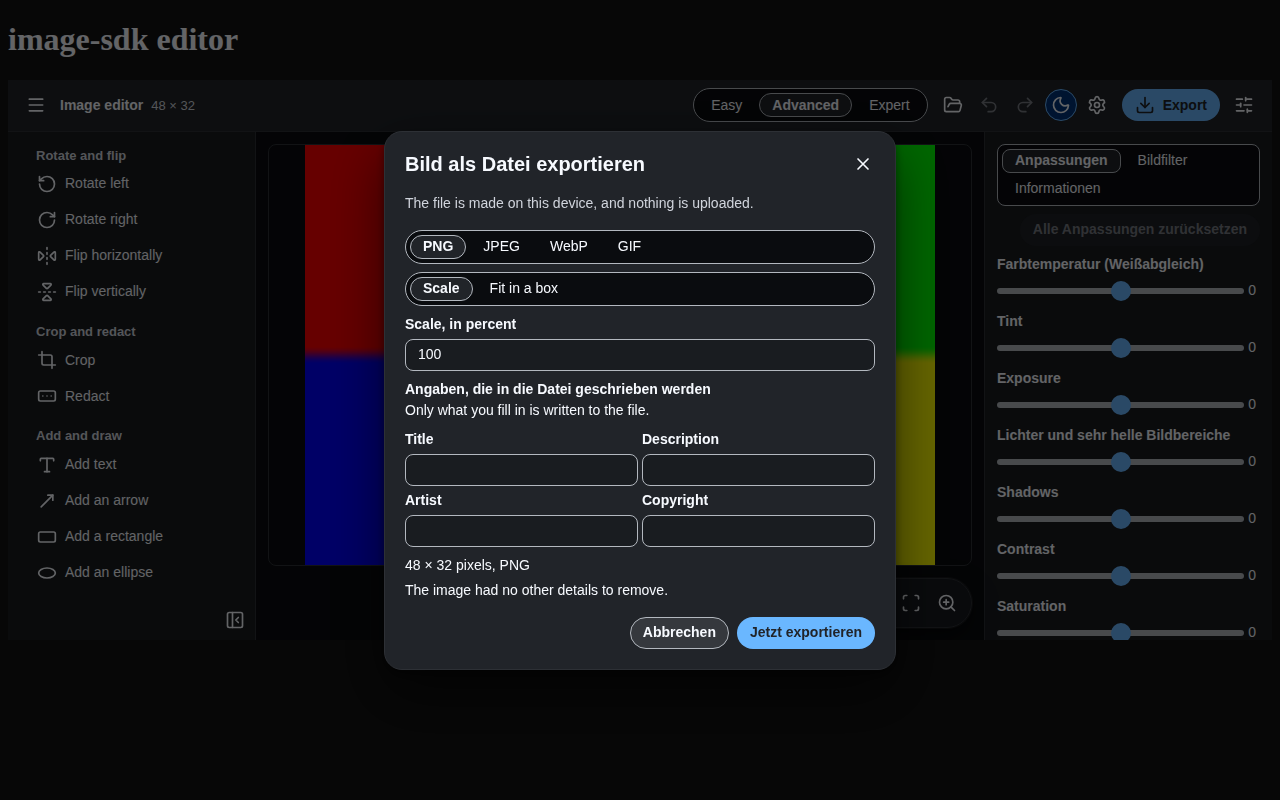 image-sdk editor
Image editor 48 × 32
Easy Advanced Expert
Export
Rotate and flip
Rotate left
Rotate right
Flip horizontally
Flip vertically
Crop and redact
Crop
Redact
Add and draw
Add text
Add an arrow
Add a rectangle
Add an ellipse
Bild als Datei exportieren
The file is made on this device, and nothing is uploaded.
PNG JPEG WebP GIF
Scale Fit in a box
Scale, in percent
100
Angaben, die in die Datei geschrieben werden
Only what you fill in is written to the file.
Title Description
Artist Copyright
48 × 32 pixels, PNG
The image had no other details to remove.
Abbrechen Jetzt exportieren
Anpassungen Bildfilter
Informationen
Alle Anpassungen zurücksetzen
Farbtemperatur (Weißabgleich)
0
Tint
0
Exposure
0
Lichter und sehr helle Bildbereiche
0
Shadows
0
Contrast
0
Saturation
0